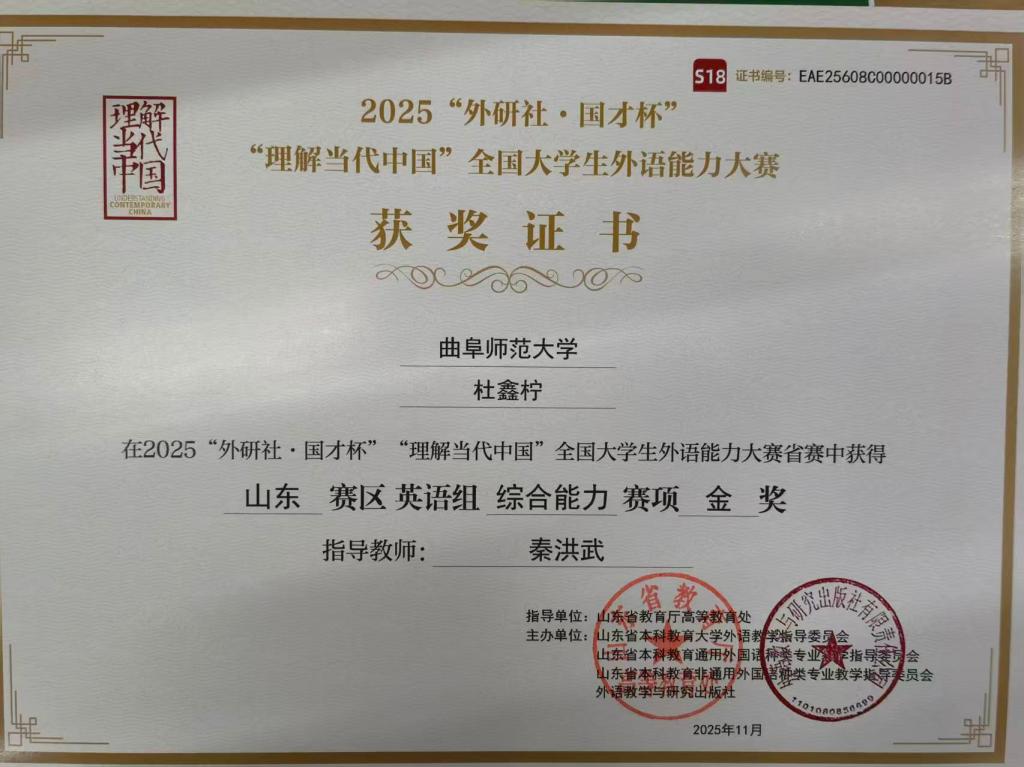 S18 证书编号：EAE25608C00000015B
理解
当代
中国
UNDERSTANDING
CONTEMPORARY
CHINA
2025“外研社·国才杯”
“理解当代中国”全国大学生外语能力大赛
获奖证书
曲阜师范大学
杜鑫柠
在2025“外研社·国才杯”“理解当代中国”全国大学生外语能力大赛省赛中获得
山东 赛区 英语组 综合能力 赛项 金 奖
指导教师： 秦洪武
指导单位：山东省教育厅高等教育处
主办单位：山东省本科教育大学外语教学指导委员会
山东省本科教育通用外国语种类专业教学指导委员会
山东省本科教育非通用外国语种类专业教学指导委员会
外语教学与研究出版社
2025年11月